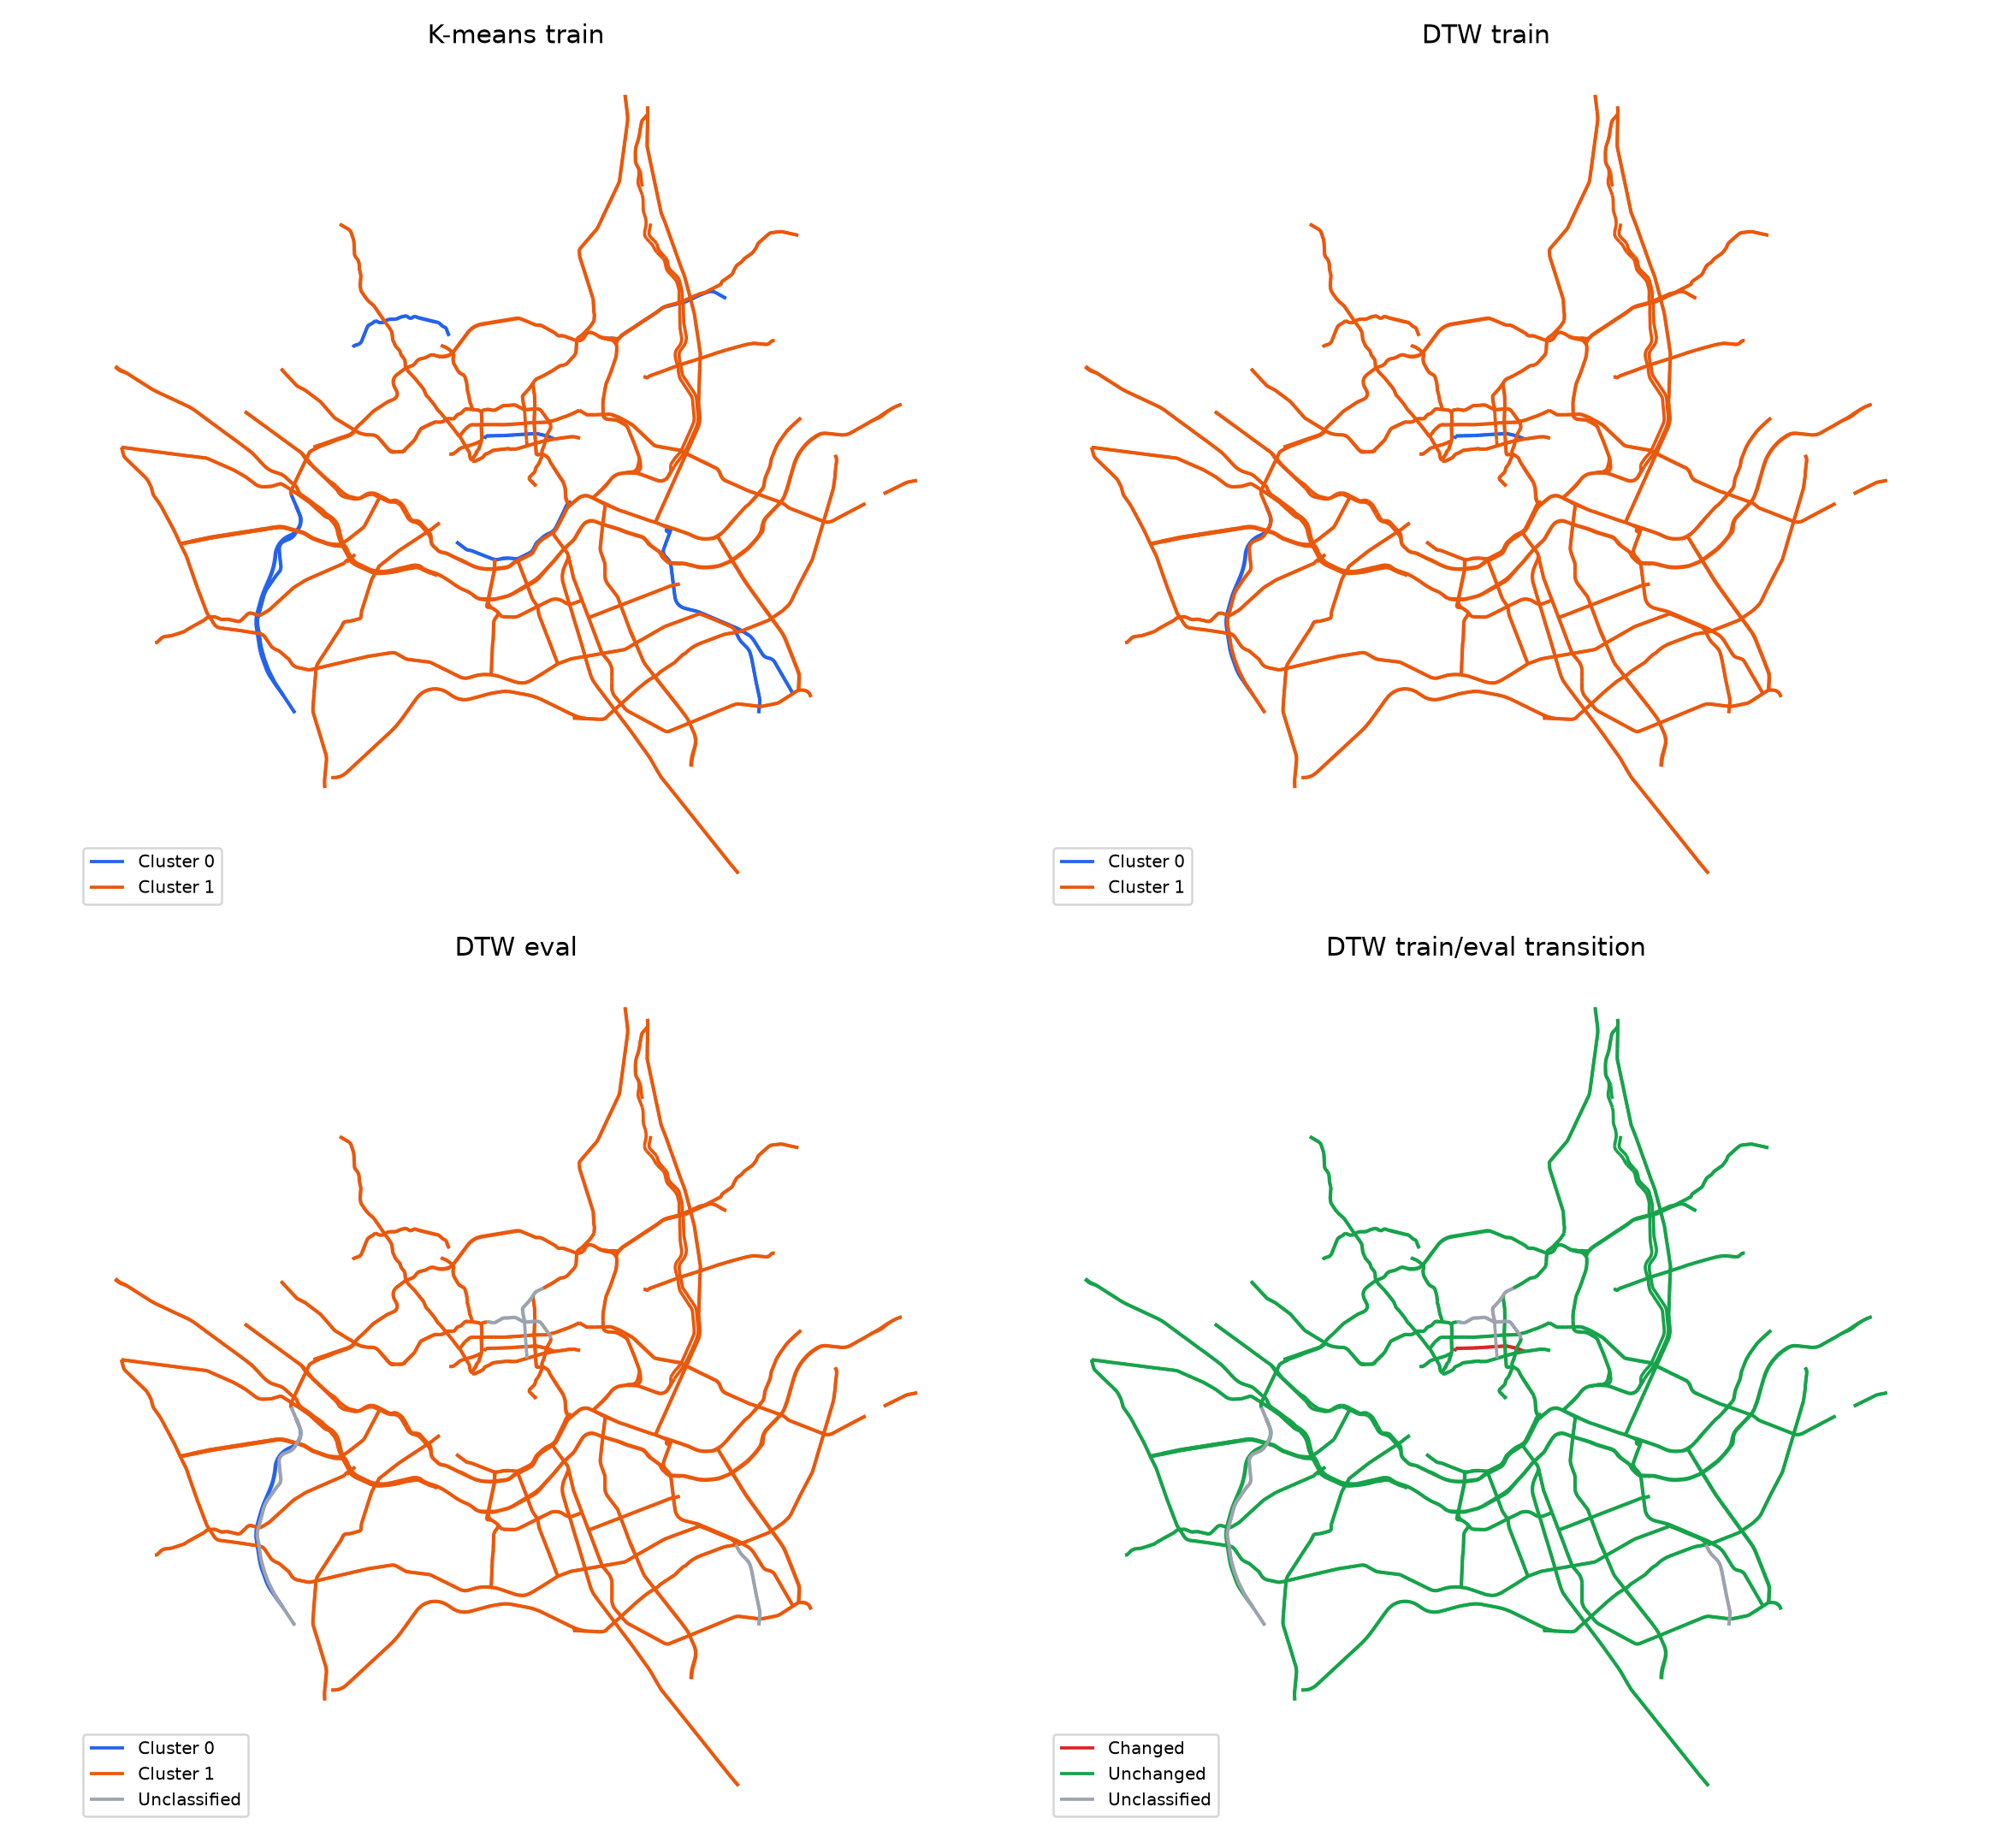 K-means train
DTW train
Cluster 0
Cluster 1
Cluster 0
Cluster 1
DTW eval
DTW train/eval transition
Cluster 0
Cluster 1
Unclassified
Changed
Unchanged
Unclassified